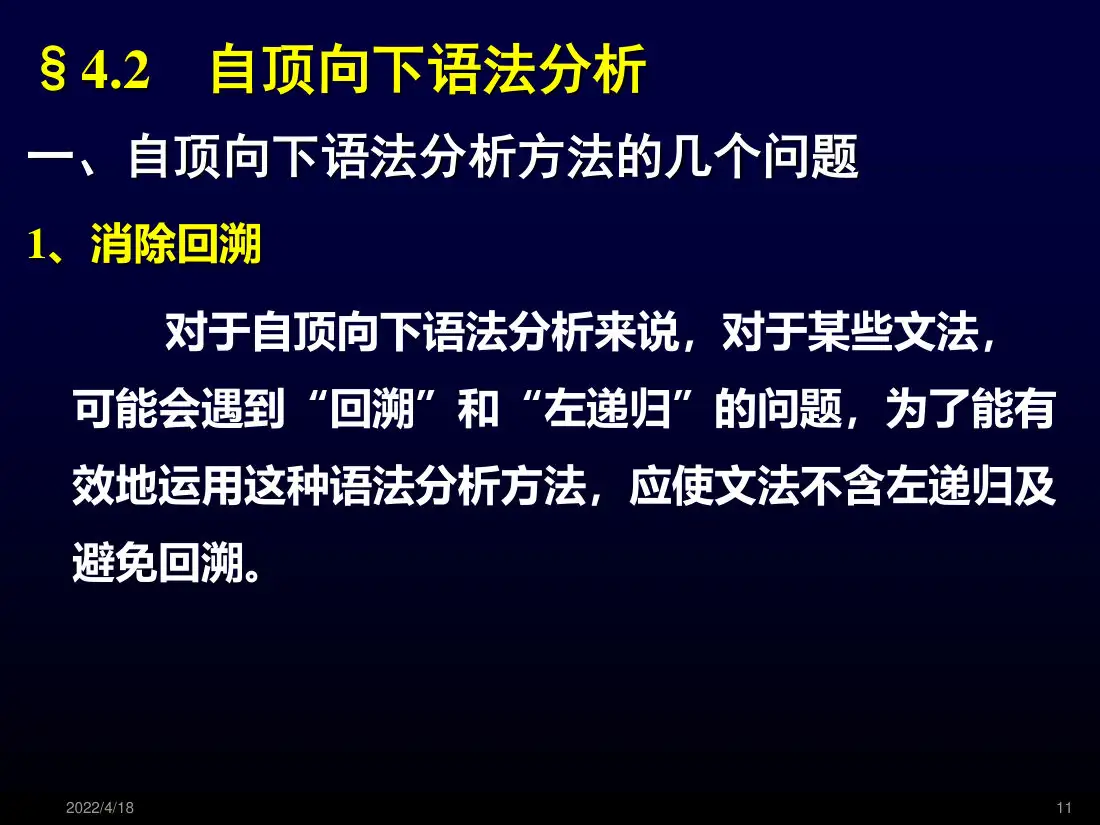 §4.2 自顶向下语法分析
一、自顶向下语法分析方法的几个问题
1、消除回溯
对于自顶向下语法分析来说，对于某些文法，
可能会遇到“回溯”和“左递归”的问题，为了能有
效地运用这种语法分析方法，应使文法不含左递归及
避免回溯。
2022/4/18
11